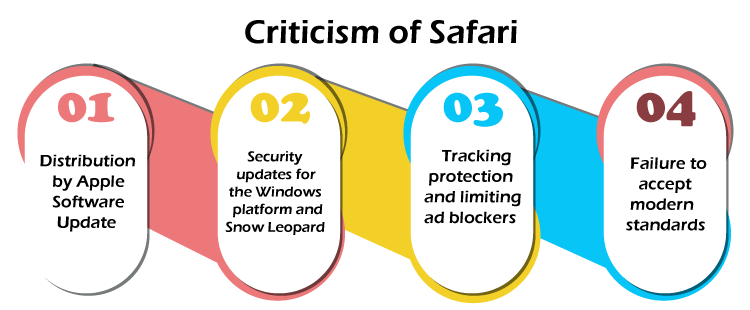 Criticism of Safari
01
Distribution
by Apple
Software
Update
02
Security
updates for
the Windows
platform and
Snow Leopard
03
Tracking
protection
and limiting
ad blockers
04
Failure to
accept
modern
standards